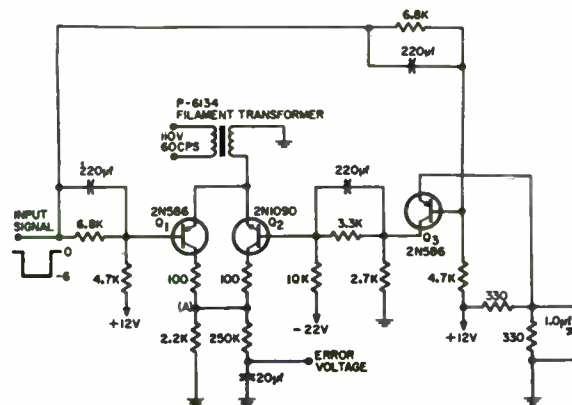 6.8K
220µf
P-6134
FILAMENT TRANSFORMER
110V
60CPS
220µf
220µf
INPUT
SIGNAL
6.8K
2N586
Q1
2N1090
Q2
3.3K
Q3
2N586
0
-6
4.7K
100
100
10K
2.7K
4.7K
330
(A)
+12V
-22V
+12V
330
1.0µf
2.2K
250K
ERROR
VOLTAGE
20µf